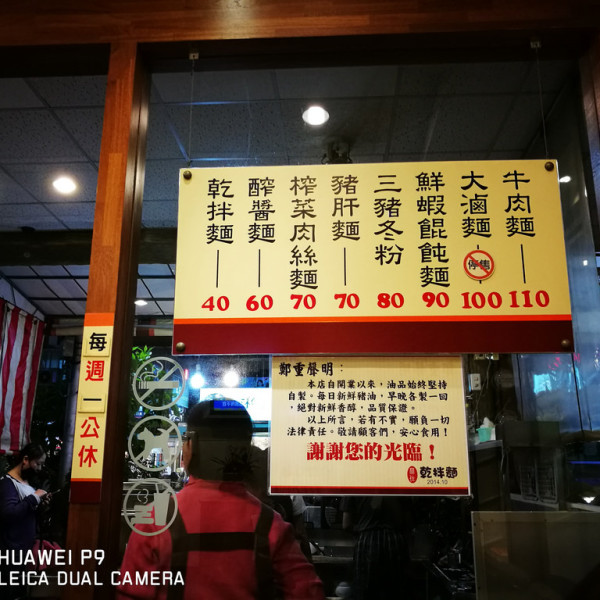 牛肉麵 110
大滷麵 100
停售
鮮蝦餛飩麵 90
三豬冬粉 80
豬肝麵 70
榨菜肉絲麵 70
醡醬麵 60
乾拌麵 40
每週一公休
鄭重聲明：
本店自開業以來，油品始終堅持
自製，每日新鮮豬油，早晚各製一回
，絕對新鮮香醇，品質保證。
以上所言，若有不實，願負一切
法律責任。敬請顧客們，安心食用！
謝謝您的光臨！
乾拌麵
2014.10
HUAWEI P9
LEICA DUAL CAMERA